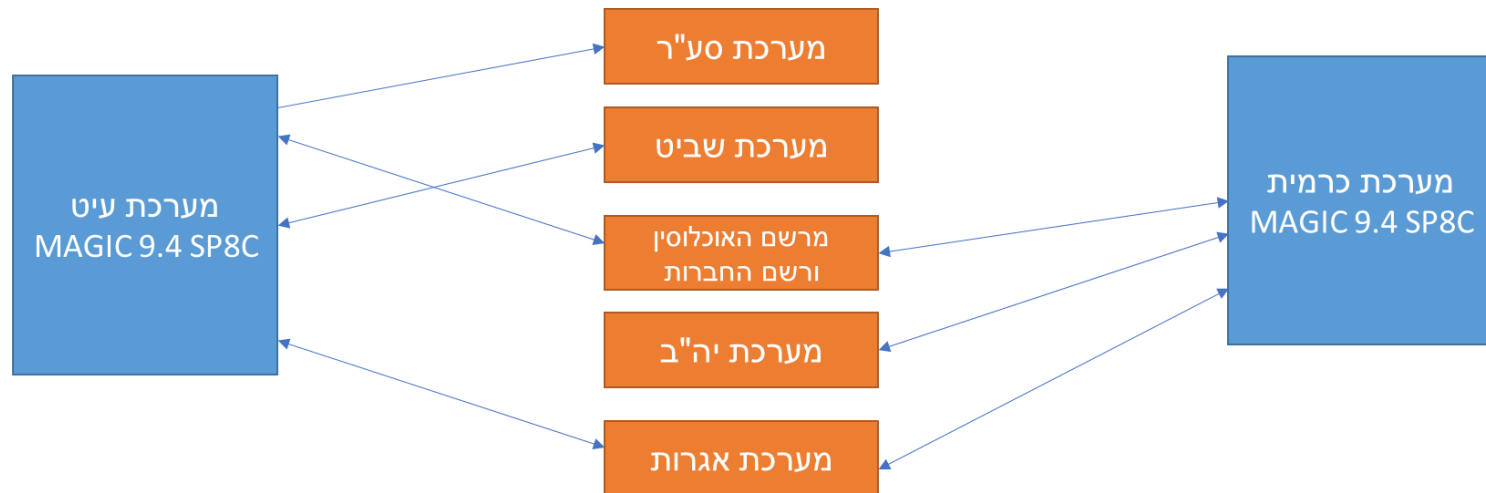 מערכת סע"ר
מערכת שביט
מרשם האוכלוסין
ורשם החברות
מערכת יה"ב
מערכת אגרות
מערכת כרמית
MAGIC 9.4 SP8C
מערכת עיט
MAGIC 9.4 SP8C